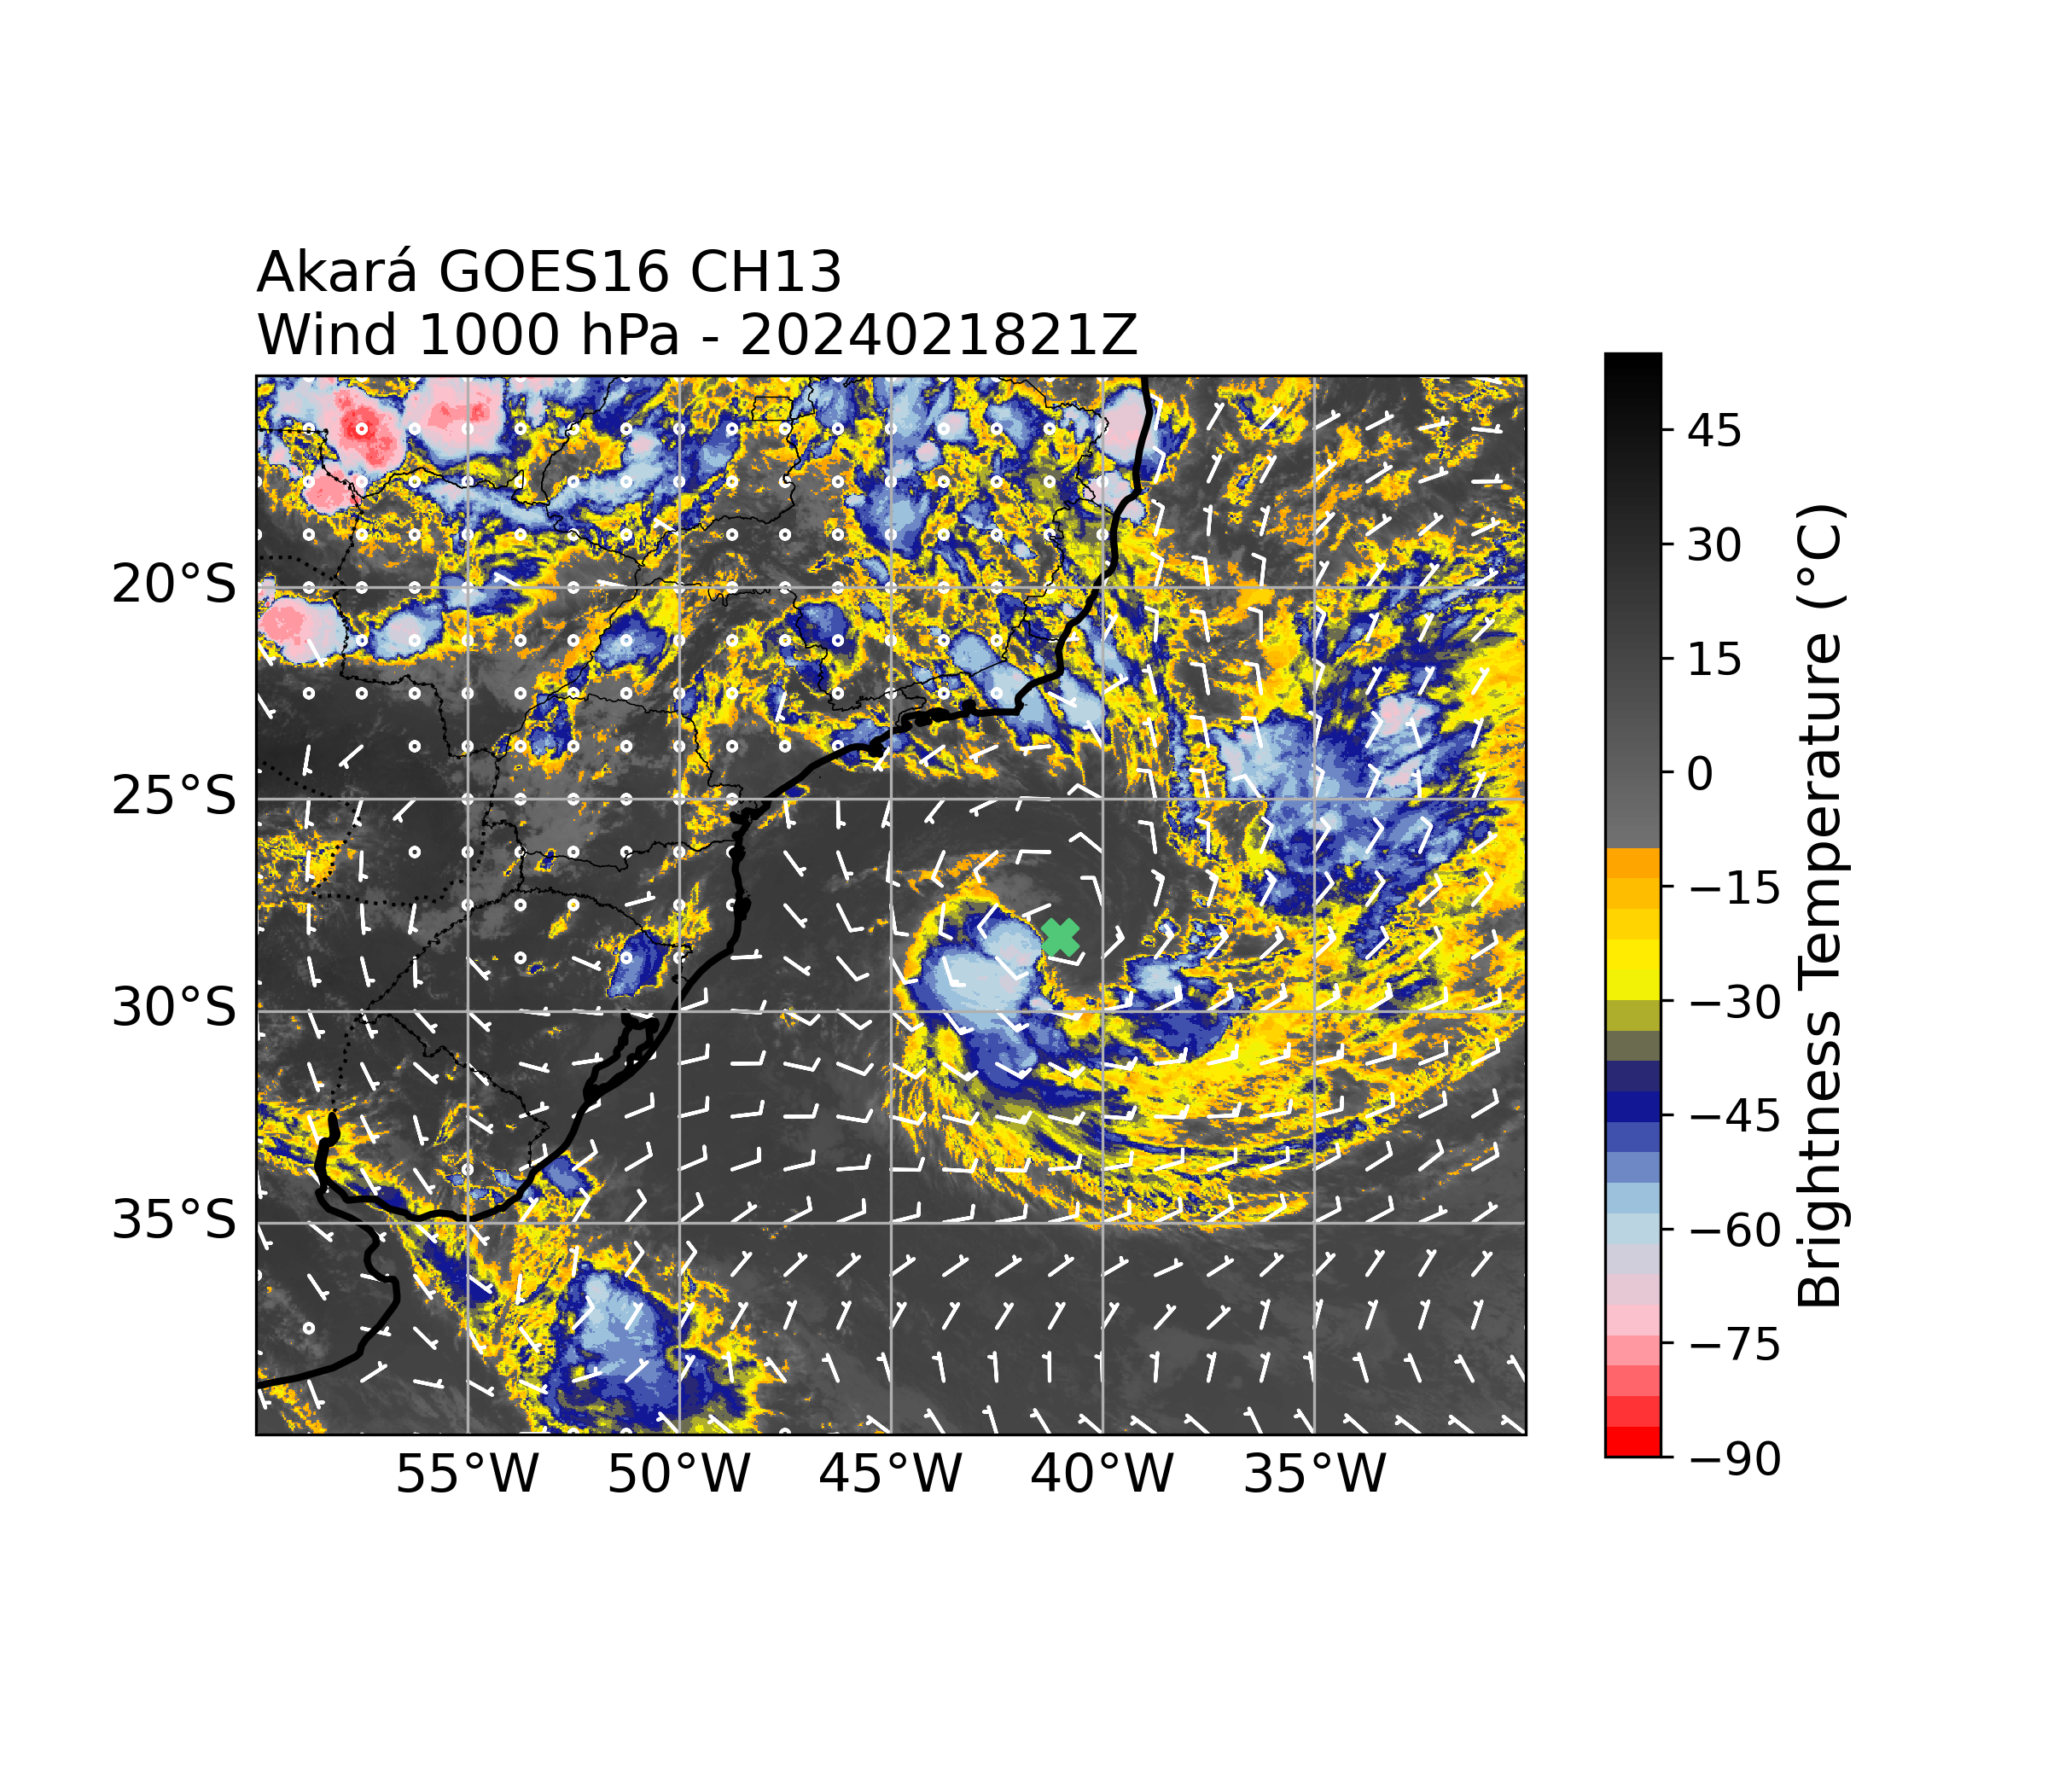 Akará GOES16 CH13
Wind 1000 hPa - 2024021821Z
20°S
25°S
30°S
35°S
55°W
50°W
45°W
40°W
35°W
45
30
15
0
−15
−30
−45
−60
−75
−90
Brightness Temperature (°C)